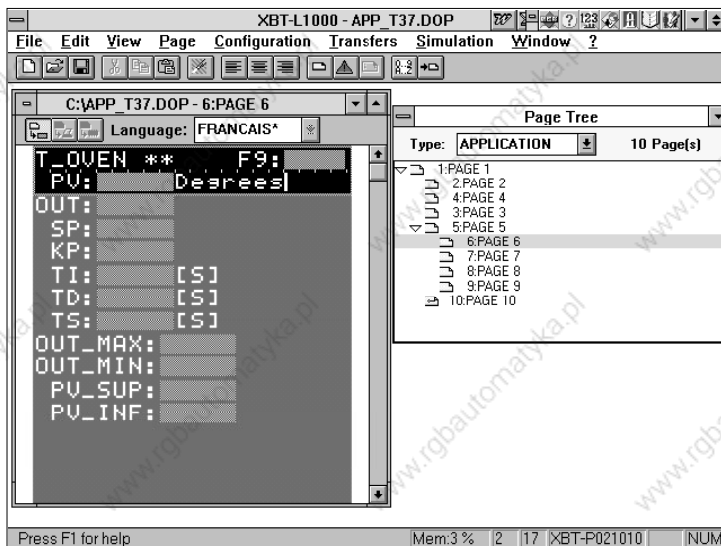 XBT-L1000 - APP_T37.DOP
File Edit View Page Configuration Transfers Simulation Window ?
C:\APP_T37.DOP - 6:PAGE 6
Language: FRANCAIS*
T_OVEN ** F9:
PV: Degrees
OUT:
SP:
KP:
TI: [S]
TD: [S]
TS: [S]
OUT_MAX:
OUT_MIN:
PV_SUP:
PV_INF:
Page Tree
Type: APPLICATION 10 Page(s)
1:PAGE 1
2:PAGE 2
4:PAGE 4
3:PAGE 3
5:PAGE 5
6:PAGE 6
7:PAGE 7
8:PAGE 8
9:PAGE 9
10:PAGE 10
Press F1 for help Mem:3 % 2 17 XBT-P021010 NUM
www.rgbautomatyka.pl